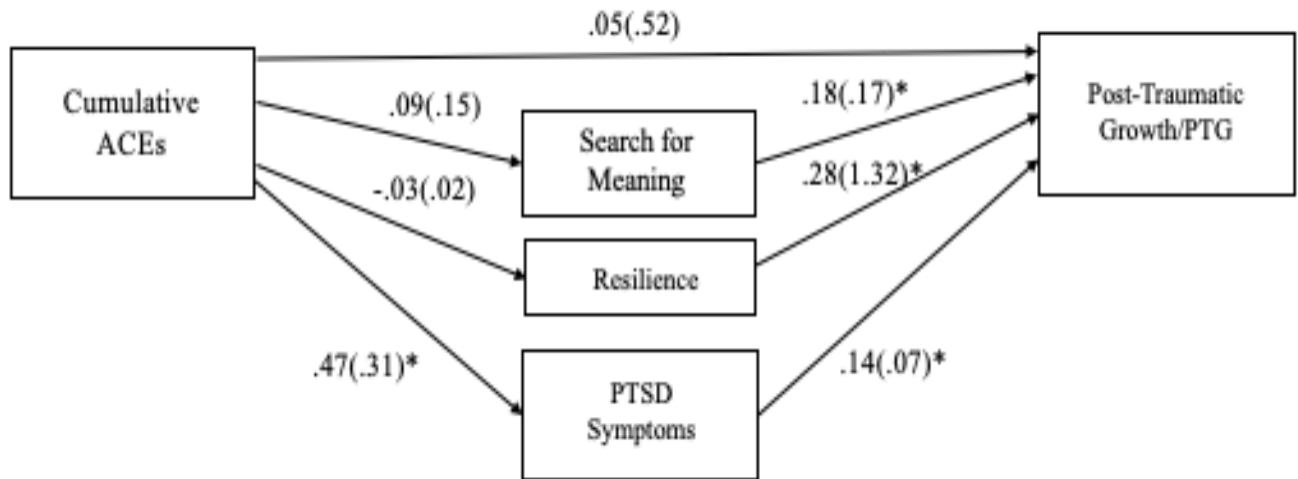 .05(.52)
Cumulative
ACEs
Post-Traumatic
Growth/PTG
.09(.15)
.18(.17)*
Search for
Meaning
-.03(.02)
.28(1.32)*
Resilience
.47(.31)*
.14(.07)*
PTSD
Symptoms